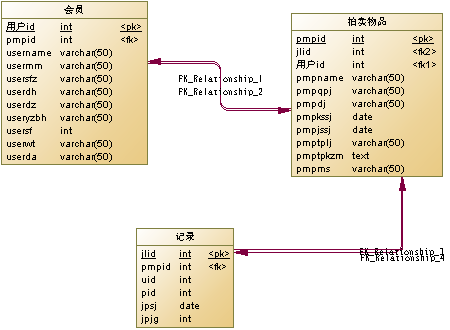 会员
用户id int <pk>
pmpid int <fk>
username varchar(50)
usermm varchar(50)
usersfz varchar(50)
userdh varchar(50)
userdz varchar(50)
useryzbh varchar(50)
usersf int
userwt varchar(50)
userda varchar(50)
FK_Relationship_1
FK_Relationship_2
拍卖物品
pmpid int <pk>
jlid int <fk2>
用户id int <fk1>
pmpname varchar(50)
pmpqpj varchar(50)
pmpdj varchar(50)
pmpkssj date
pmpjssj date
pmptplj varchar(50)
pmptpkzm text
pmpms varchar(50)
记录
jlid int <pk>
pmpid int <fk>
uid int
pid int
jpsj date
jpjg int
FK_Relationship_3
FK_Relationship_4